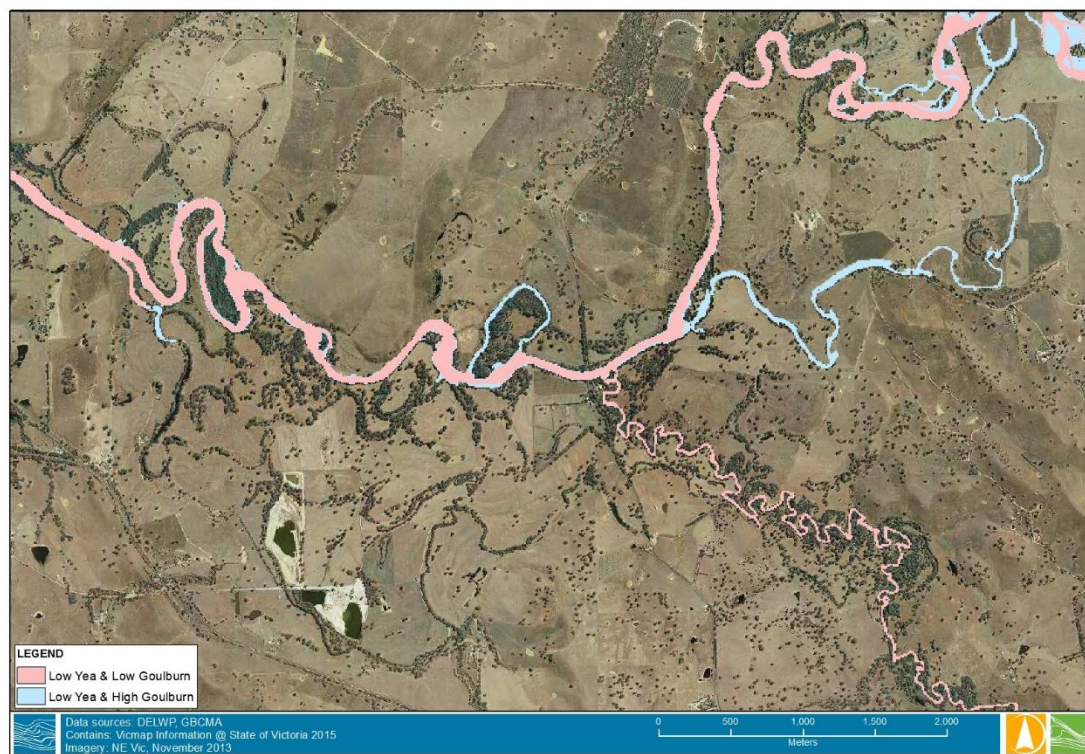 LEGEND
Low Yea & Low Goulburn
Low Yea & High Goulburn
Data sources: DELWP, GBCMA
Contains: Vicmap Information @ State of Victoria 2015
Imagery: NE Vic, November 2013
0 500 1,000 1,500 2,000
Meters